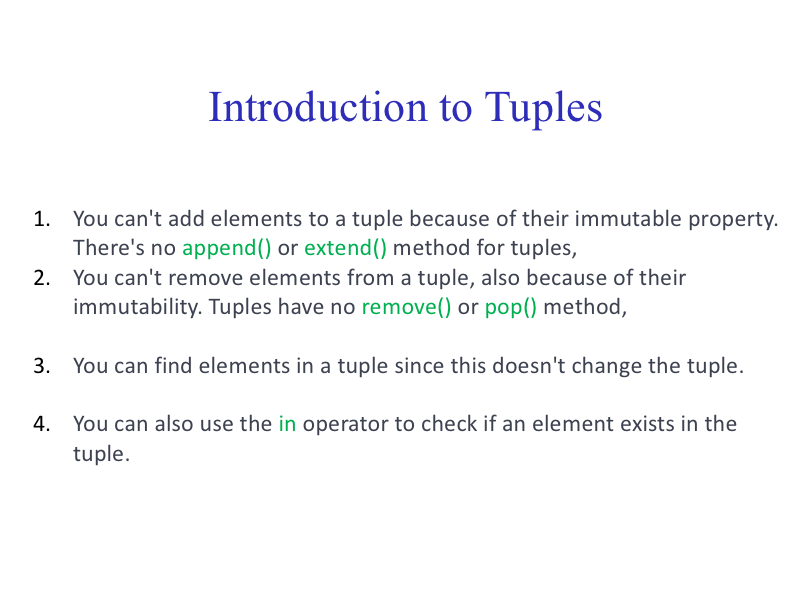 Introduction to Tuples
1. You can't add elements to a tuple because of their immutable property.
There's no append() or extend() method for tuples,
2. You can't remove elements from a tuple, also because of their
immutability. Tuples have no remove() or pop() method,
3. You can find elements in a tuple since this doesn't change the tuple.
4. You can also use the in operator to check if an element exists in the
tuple.